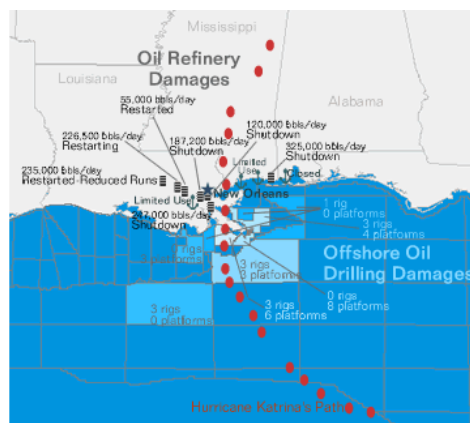 Mississippi
Oil Refinery
Damages
Louisiana
Alabama
55,000 bbls/day
Restarted
120,000 bbls/day
Shutdown
226,500 bbls/day
Restarting
187,200 bbls/day
Shutdown
325,000 bbls/day
Shutdown
Limited
Use
Closed
235,000 bbls/day
Restarted-Reduced Runs
New Orleans
Limited Use
247,000 bbls/day
Shutdown
1 rig
0 platforms
3 rigs
4 platforms
rigs
Offshore Oil
Drilling Damages
3 rigs
3 platforms
0 rigs
8 platforms
3 rigs
6 platforms
3 rigs
0 platforms
Hurricane Katrina's Path